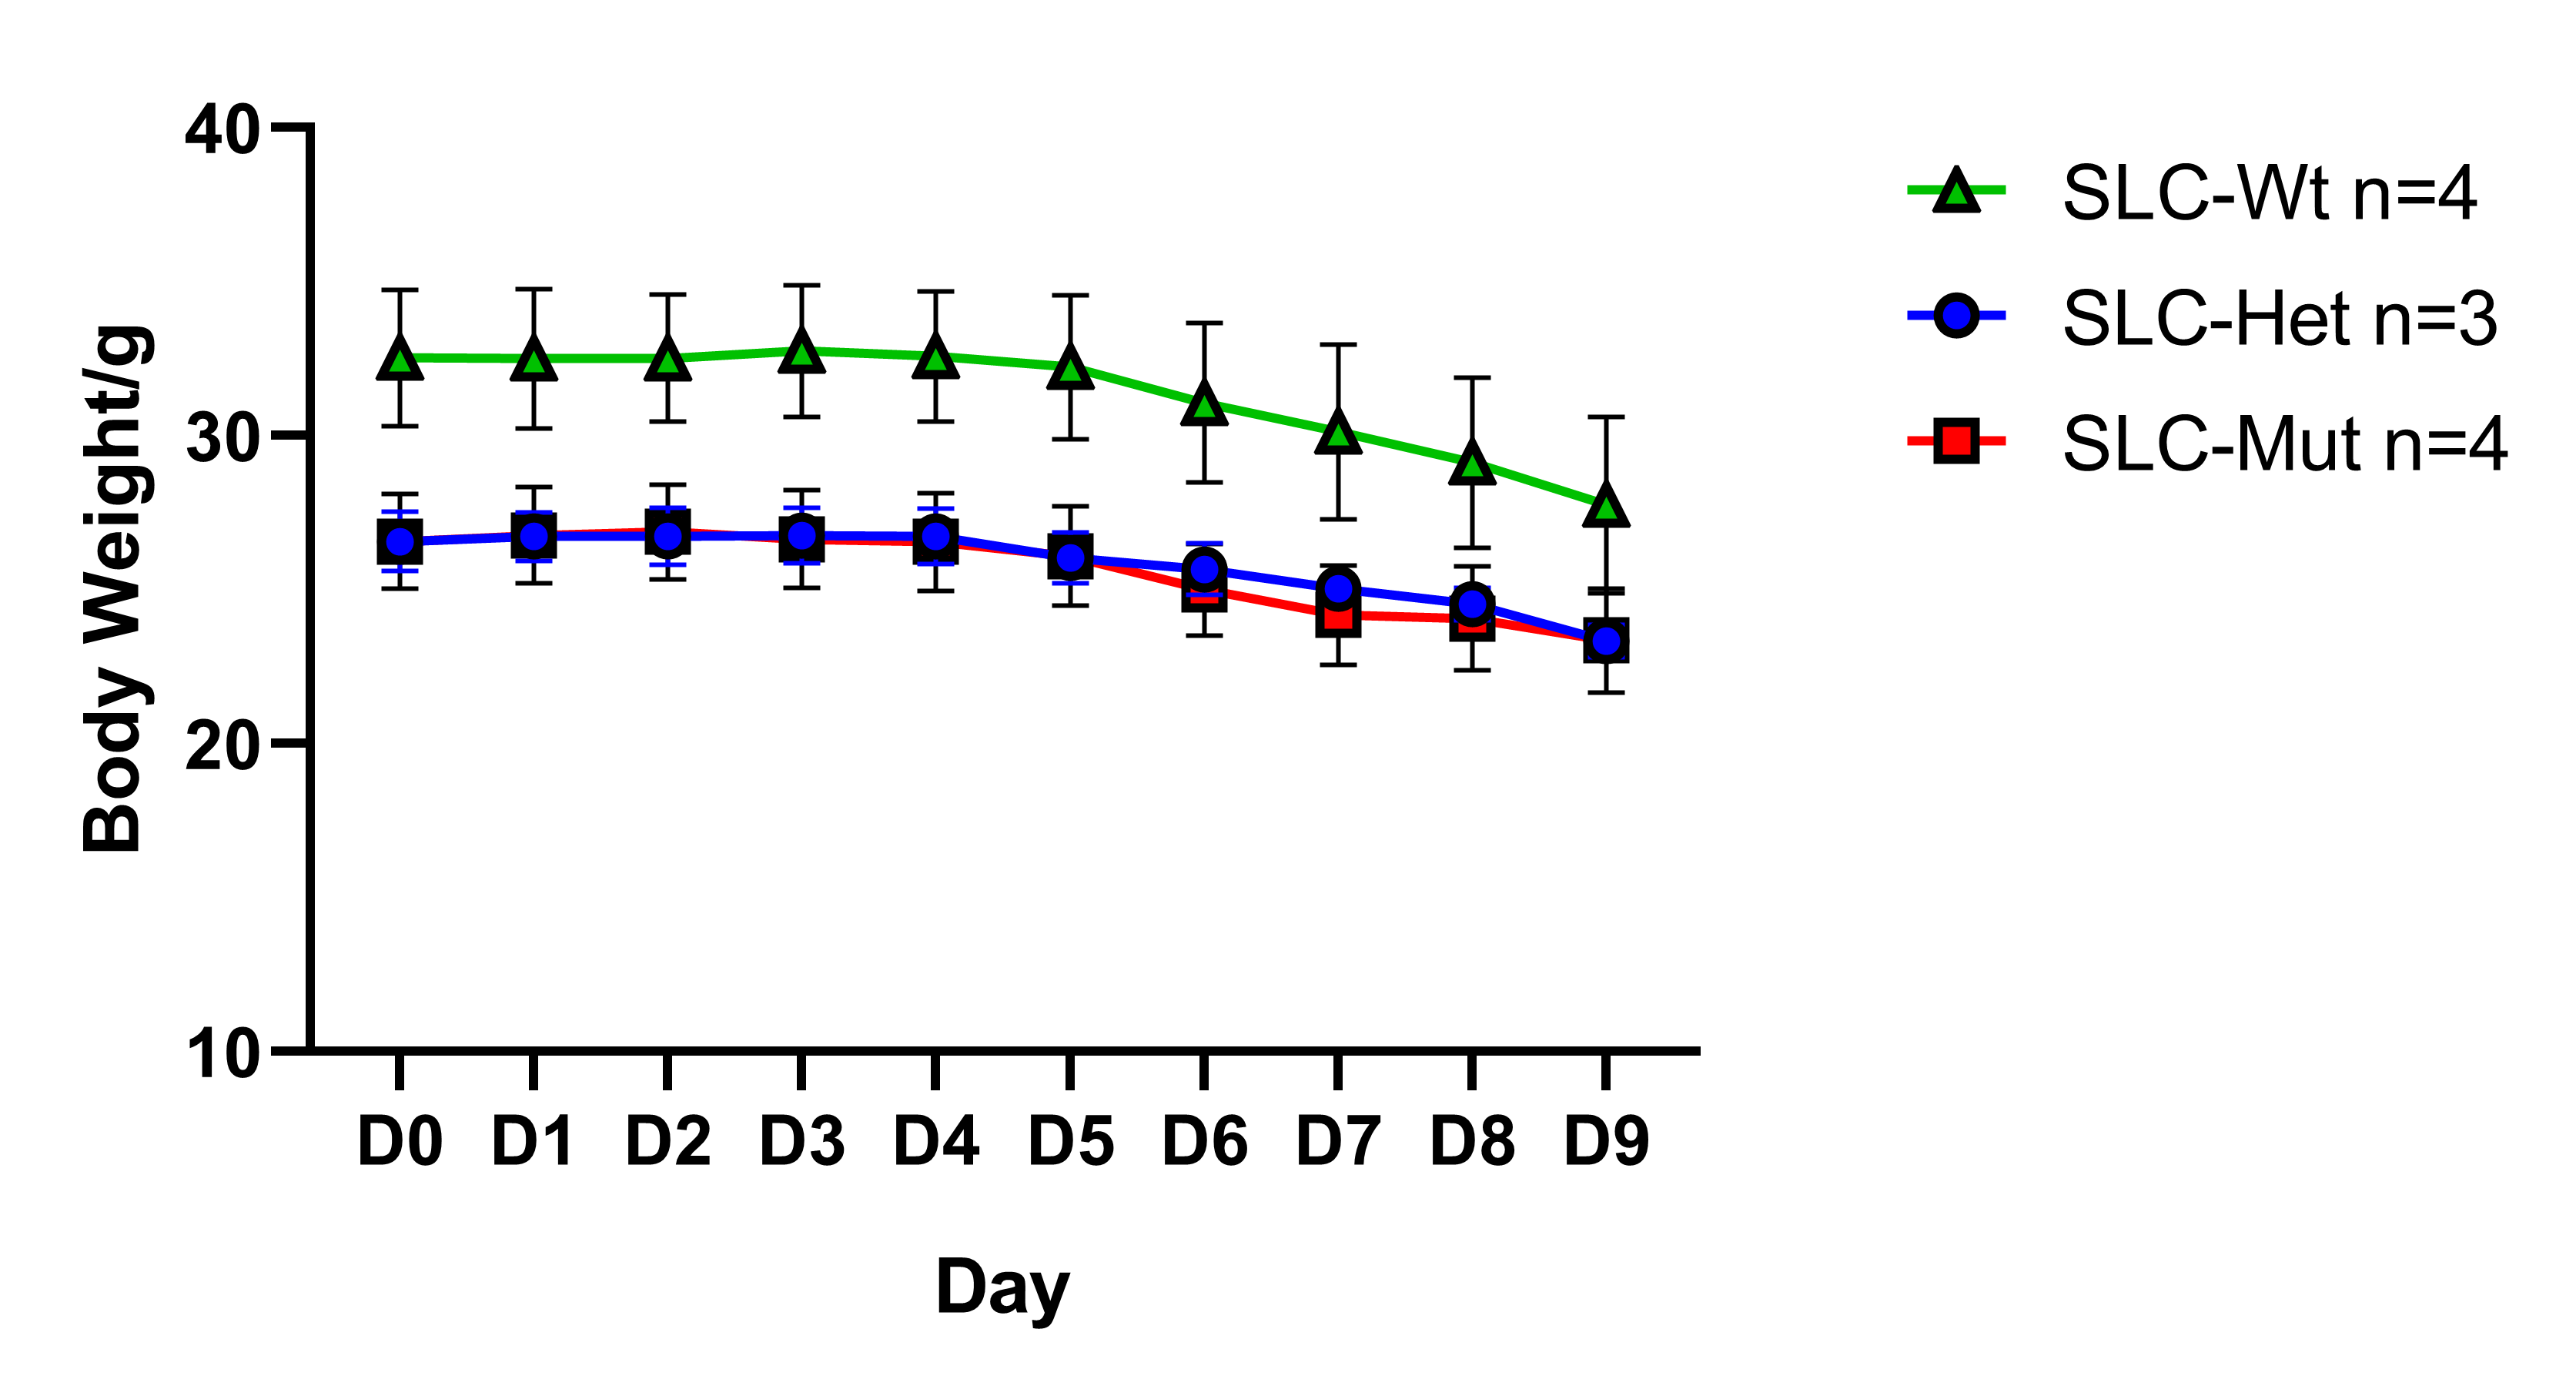 40
30
20
10
Body Weight/g
D0 D1 D2 D3 D4 D5 D6 D7 D8 D9
Day
SLC-Wt n=4
SLC-Het n=3
SLC-Mut n=4